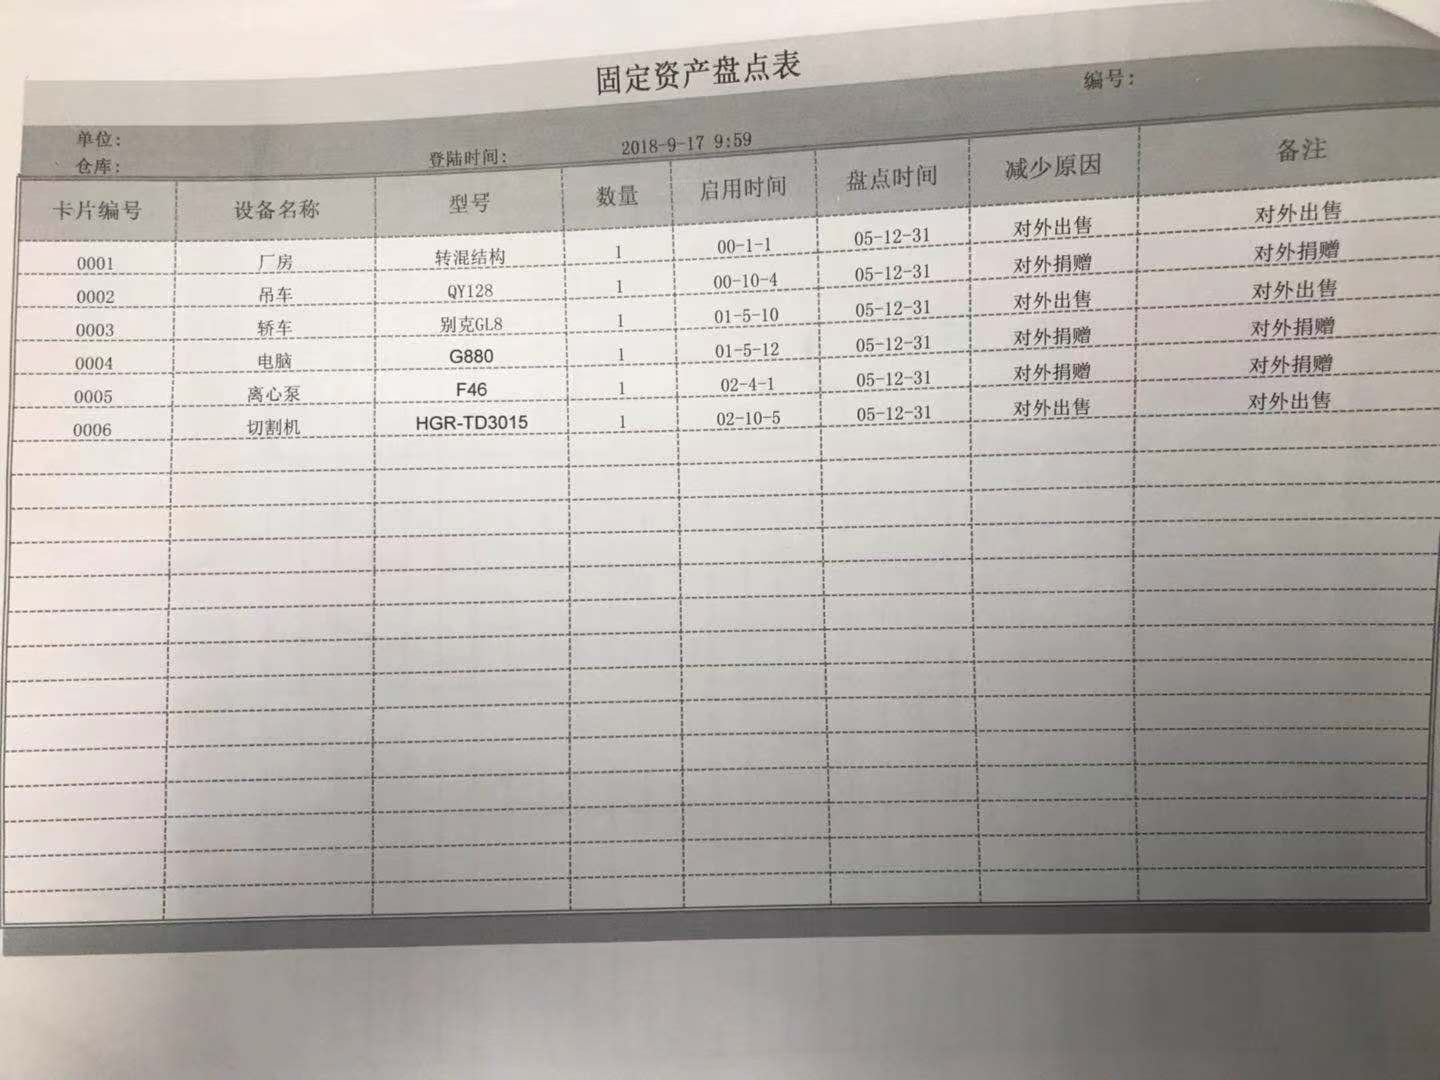 固定资产盘点表
编号:
单位:
仓库:
登陆时间: 2018-9-17 9:59
卡片编号 设备名称 型号 数量 启用时间 盘点时间 减少原因 备注
0001 厂房 转混结构 1 00-1-1 05-12-31 对外出售 对外出售
0002 吊车 QY128 1 00-10-4 05-12-31 对外捐赠 对外捐赠
0003 轿车 别克GL8 1 01-5-10 05-12-31 对外出售 对外出售
0004 电脑 G880 1 01-5-12 05-12-31 对外捐赠 对外捐赠
0005 离心泵 F46 1 02-4-1 05-12-31 对外捐赠 对外捐赠
0006 切割机 HGR-TD3015 1 02-10-5 05-12-31 对外出售 对外出售